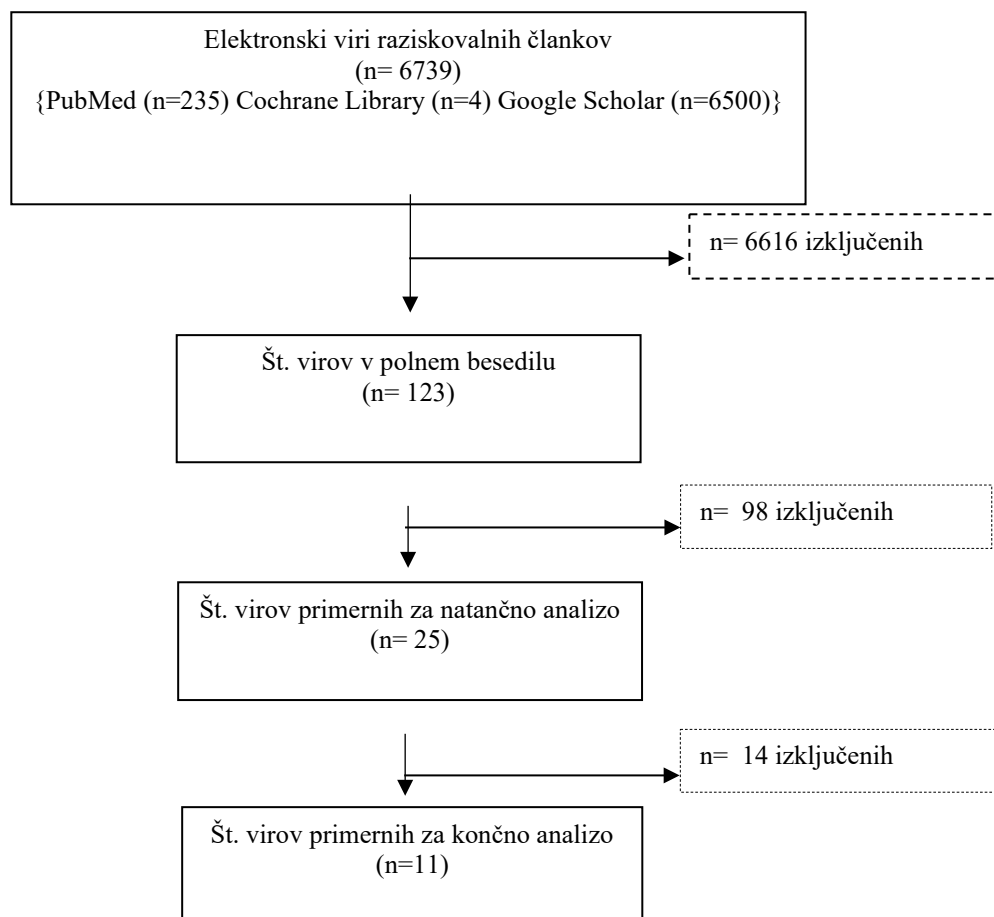 Elektronski viri raziskovalnih člankov
(n= 6739)
{PubMed (n=235) Cochrane Library (n=4) Google Scholar (n=6500)}
n= 6616 izključenih
Št. virov v polnem besedilu
(n= 123)
n=  98 izključenih
Št. virov primernih za natančno analizo
(n= 25)
n=  14 izključenih
Št. virov primernih za končno analizo
(n=11)